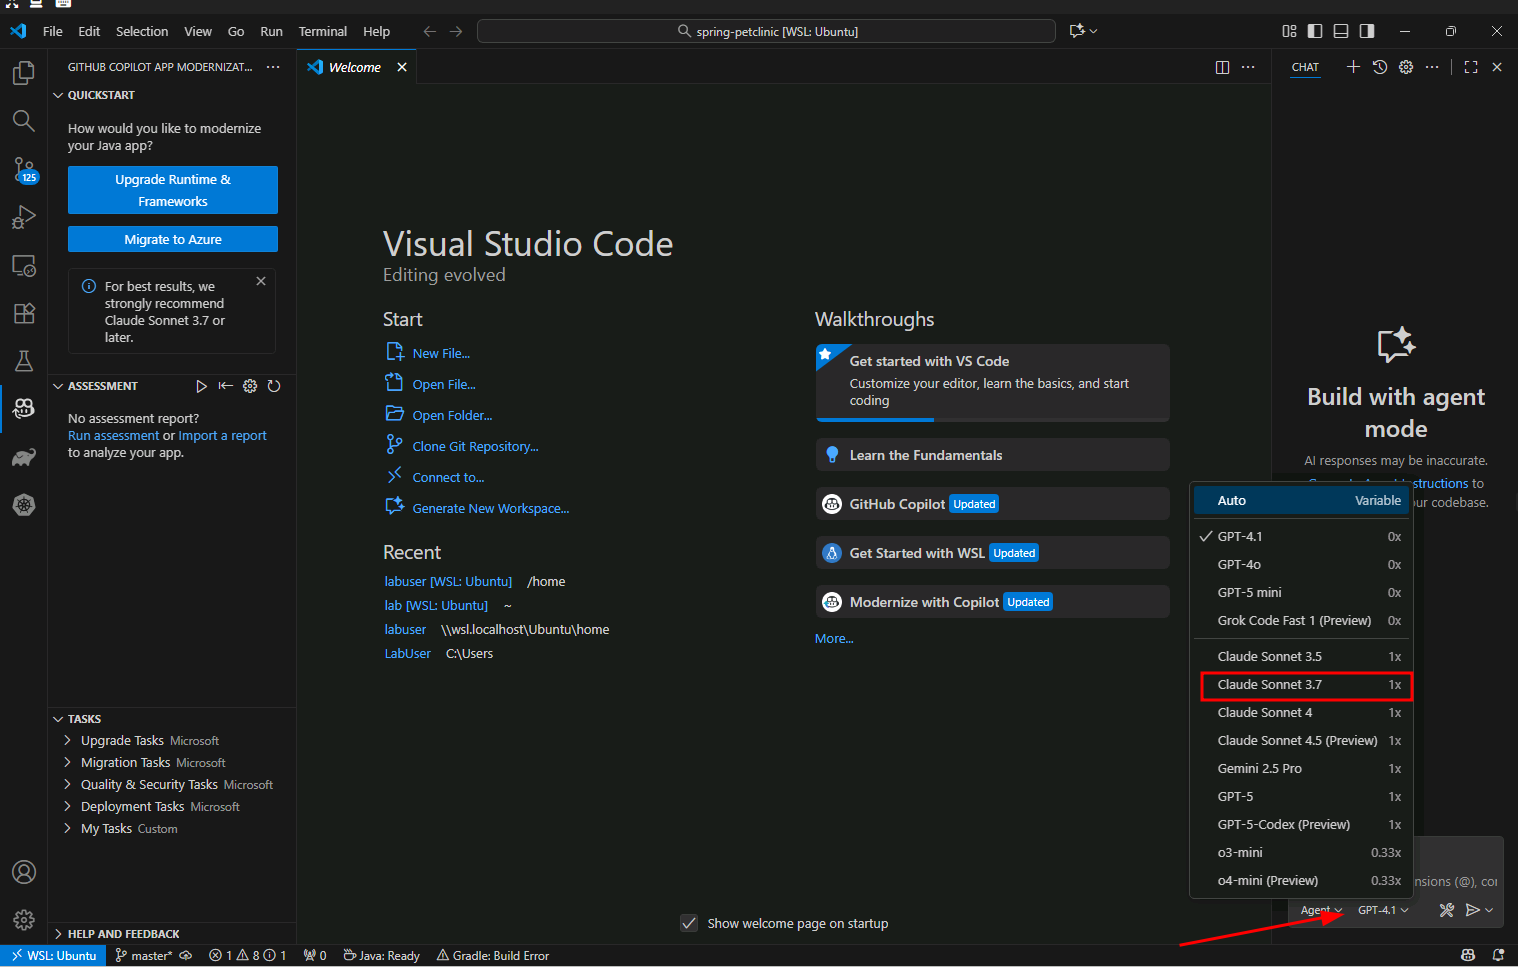 File Edit Selection View Go Run Terminal Help
spring-petclinic [WSL: Ubuntu]
GITHUB COPILOT APP MODERNIZAT...
QUICKSTART
How would you like to modernize
your Java app?
Upgrade Runtime &
Frameworks
Migrate to Azure
For best results, we
strongly recommend
Claude Sonnet 3.7 or
later.
125
ASSESSMENT
No assessment report?
Run assessment or Import a report
to analyze your app.
TASKS
Upgrade Tasks Microsoft
Migration Tasks Microsoft
Quality & Security Tasks Microsoft
Deployment Tasks Microsoft
My Tasks Custom
HELP AND FEEDBACK
Welcome
Visual Studio Code
Editing evolved
Start
New File...
Open File...
Open Folder...
Clone Git Repository...
Connect to...
Generate New Workspace...
Recent
labuser [WSL: Ubuntu] /home
lab [WSL: Ubuntu] ~
labuser \\wsl.localhost\Ubuntu\home
LabUser C:\Users
Walkthroughs
Get started with VS Code
Customize your editor, learn the basics, and start
coding
Learn the Fundamentals
GitHub Copilot Updated
Get Started with WSL Updated
Modernize with Copilot Updated
More...
Show welcome page on startup
CHAT
Build with agent
mode
AI responses may be inaccurate.
to
codebase.
Auto Variable
GPT-4.1 0x
GPT-4o 0x
GPT-5 mini 0x
Grok Code Fast 1 (Preview) 0x
Claude Sonnet 3.5 1x
Claude Sonnet 3.7 1x
Claude Sonnet 4 1x
Claude Sonnet 4.5 (Preview) 1x
Gemini 2.5 Pro 1x
GPT-5 1x
GPT-5-Codex (Preview) 1x
o3-mini 0.33x
o4-mini (Preview) 0.33x
(@),
Agent GPT-4.1
WSL: Ubuntu master* 1 8 1 0 Java: Ready Gradle: Build Error